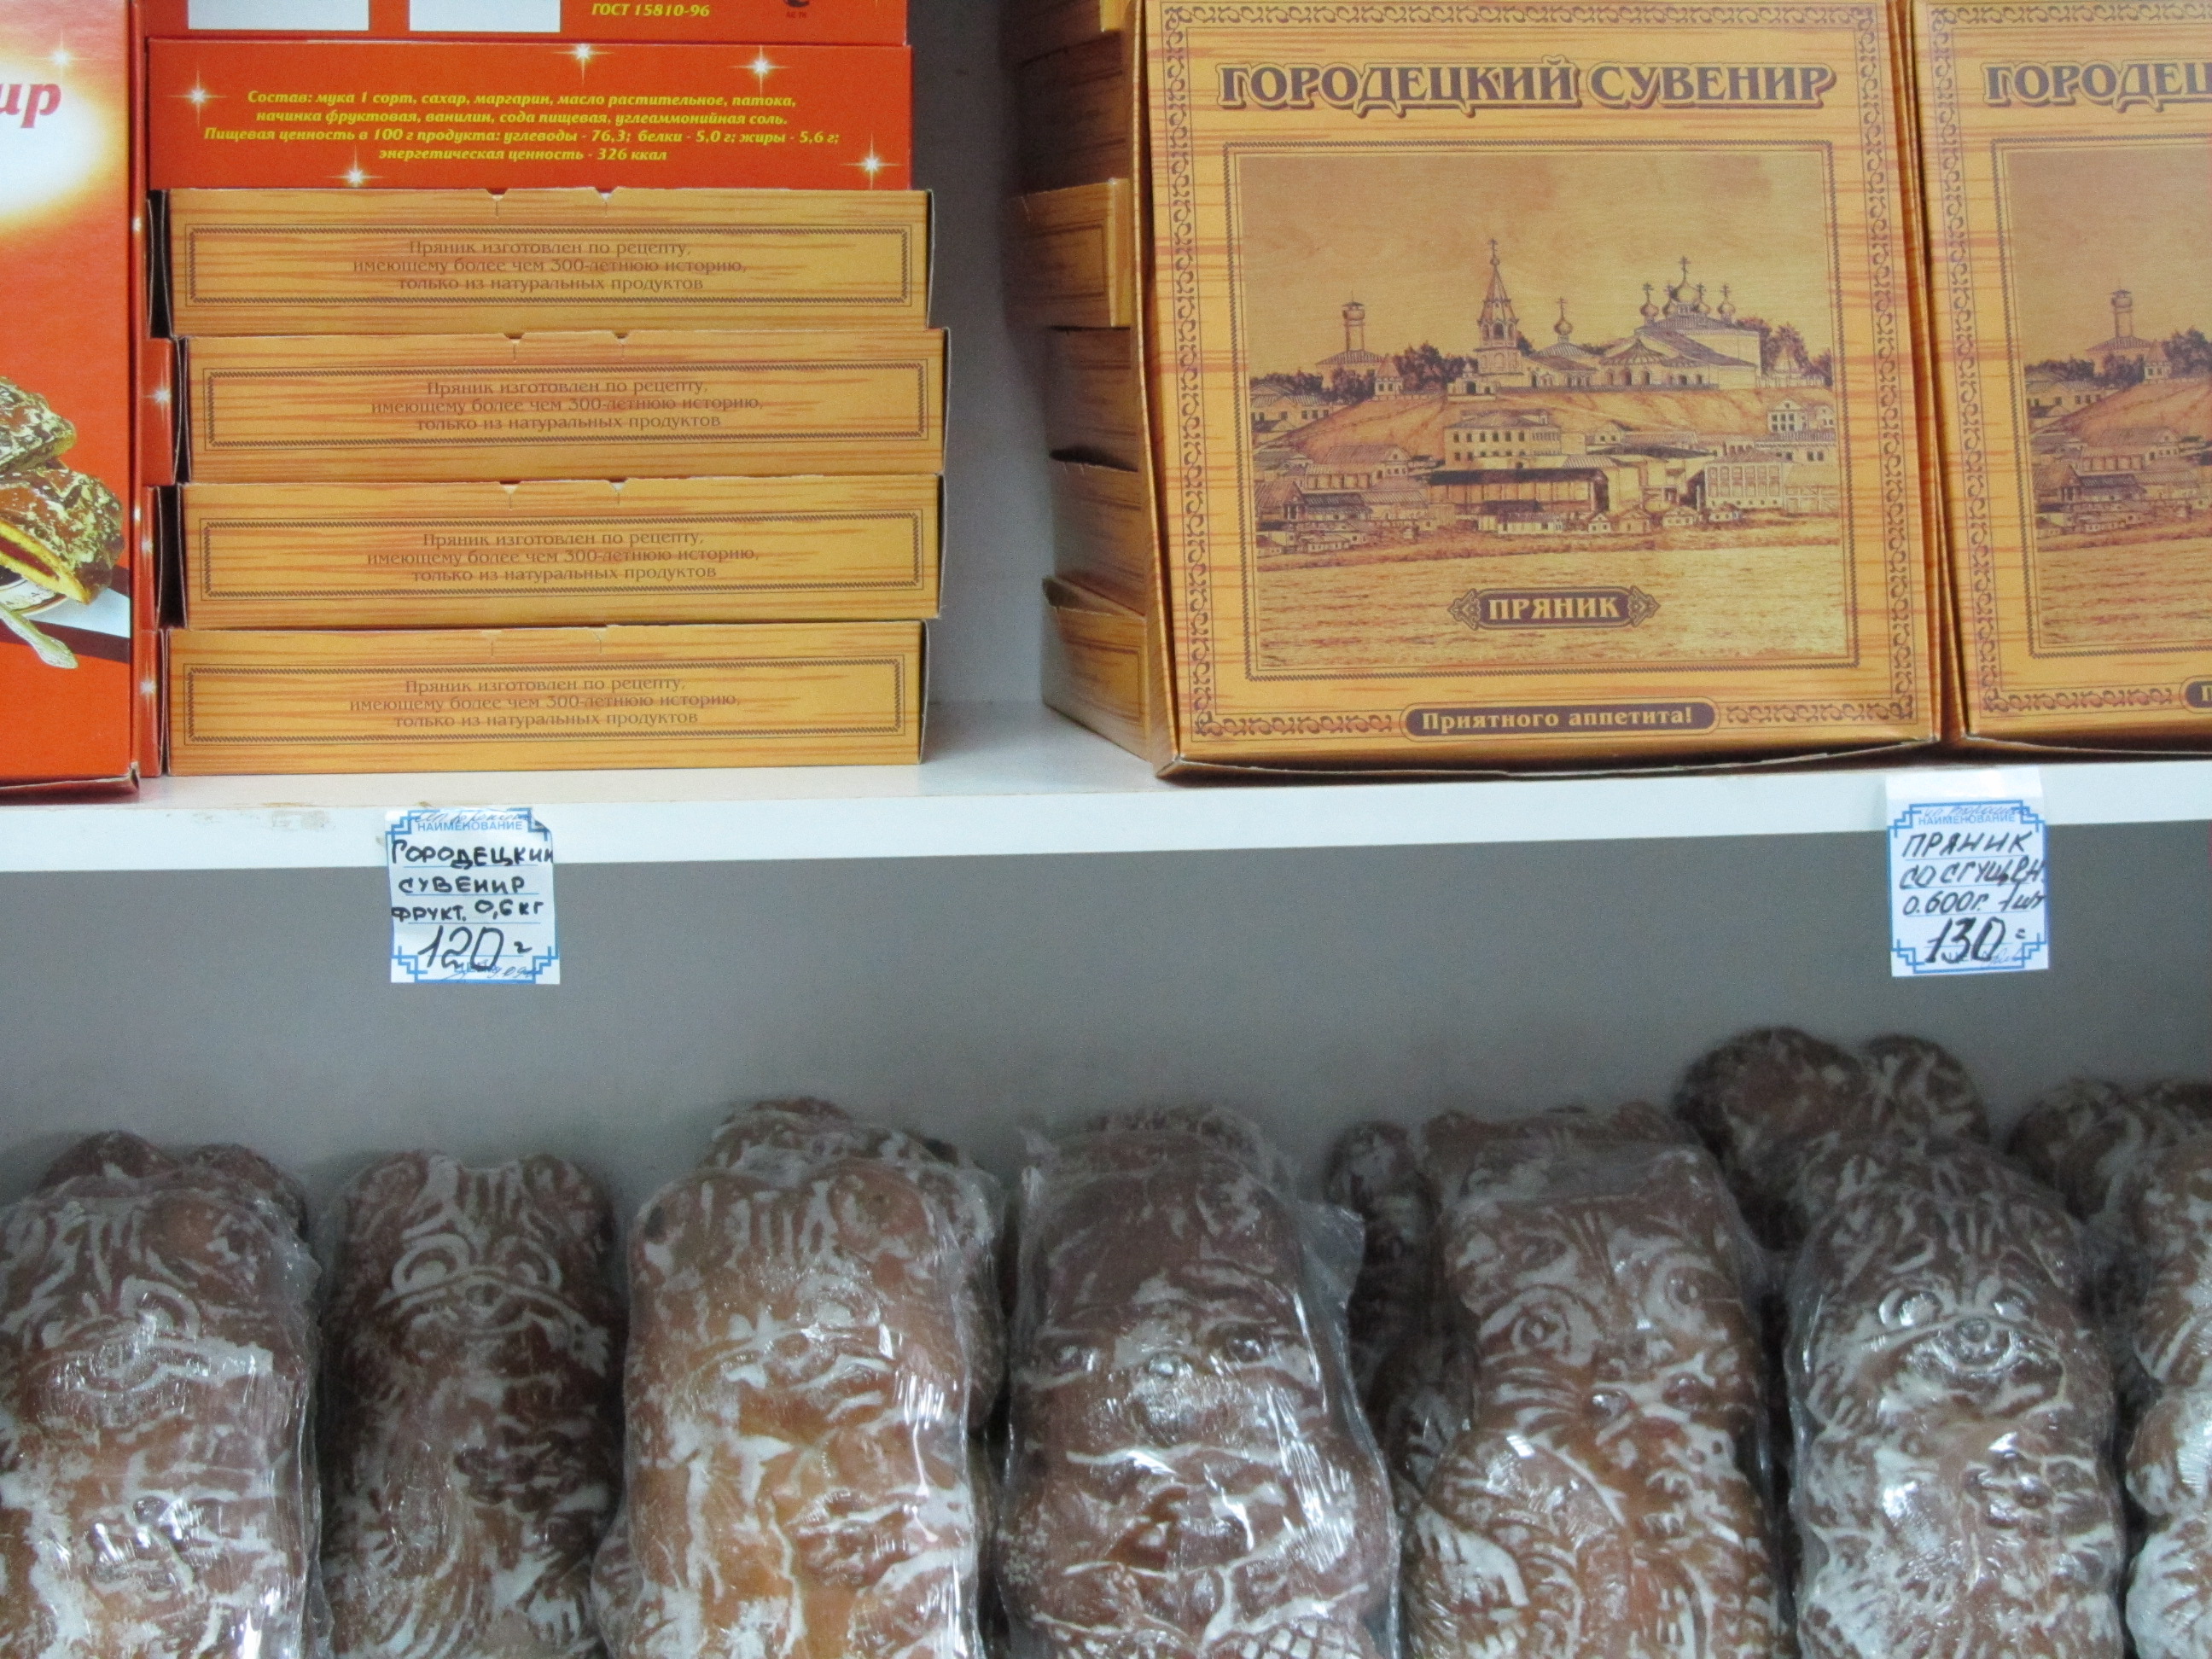 ир
ГОСТ 15810-96
Состав: мука 1 сорт, сахар, маргарин, масло растительное, патока,
начинка фруктовая, ванилин, сода пищевая, углеаммонийная соль.
Пищевая ценность в 100 г продукта: углеводы - 76,3; белки - 5,0 г; жиры - 5,6 г;
энергетическая ценность - 326 ккал
Пряник изготовлен по рецепту,
имеющему более чем 300-летнюю историю,
только из натуральных продуктов
Пряник изготовлен по рецепту,
имеющему более чем 300-летнюю историю,
только из натуральных продуктов
Пряник изготовлен по рецепту,
имеющему более чем 300-летнюю историю,
только из натуральных продуктов
Пряник изготовлен по рецепту,
имеющему более чем 300-летнюю историю,
только из натуральных продуктов
ГОРОДЕЦКИЙ СУВЕНИР
ПРЯНИК
Приятного аппетита!
ГОРОДЕЦ
НАИМЕНОВАНИЕ
ГОРОДЕЦКИЙ
СУВЕНИР
ФРУКТ. 0,6 КГ
120=
НАИМЕНОВАНИЕ
ПРЯНИК
СО СГУЩЕН.
0.600г. 1 шт
130=